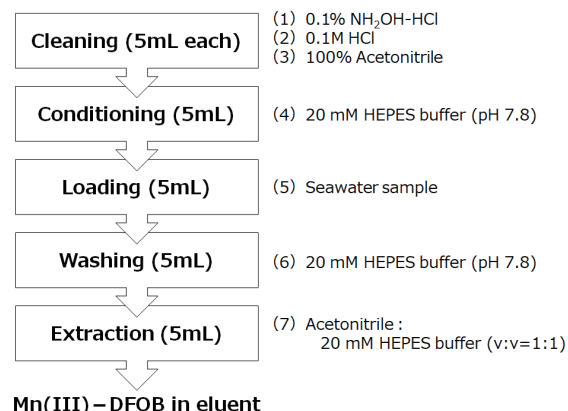 Cleaning (5mL each)
(1) 0.1% NH₂OH-HCl
(2) 0.1M HCl
(3) 100% Acetonitrile
Conditioning (5mL)
(4) 20 mM HEPES buffer (pH 7.8)
Loading (5mL)
(5) Seawater sample
Washing (5mL)
(6) 20 mM HEPES buffer (pH 7.8)
Extraction (5mL)
(7) Acetonitrile :
20 mM HEPES buffer (v:v=1:1)
Mn(III)–DFOB in eluent